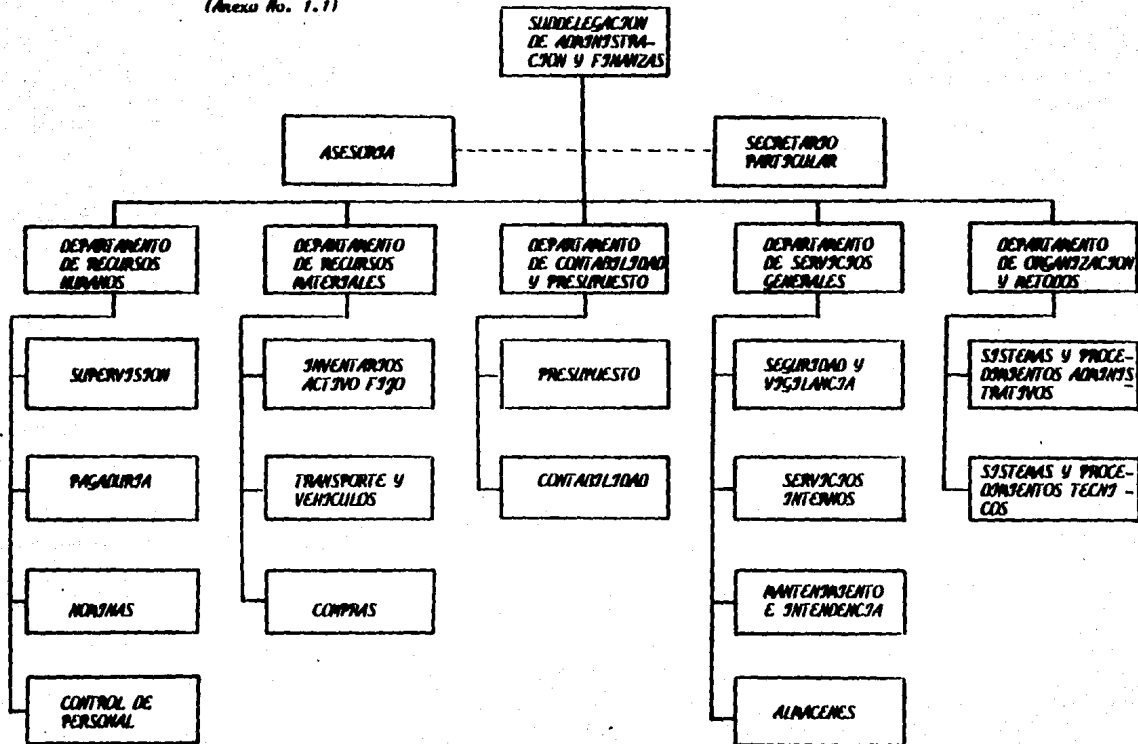 (Anexo No. 1.1)
SUBDELEGACION
DE ADMINISTRA-
CION Y FINANZAS
ASESORIA
SECRETARIO
PARTICULAR
DEPARTAMENTO
DE RECURSOS
HUMANOS
DEPARTAMENTO
DE RECURSOS
MATERIALES
DEPARTAMENTO
DE CONTABILIDAD
Y PRESUPUESTO
DEPARTAMENTO
DE SERVICIOS
GENERALES
DEPARTAMENTO
DE ORGANIZACION
Y METODOS
SUPERVISION
INVENTARIOS
ACTIVO FIJO
PRESUPUESTO
SEGURIDAD Y
VIGILANCIA
SISTEMAS Y PROCE-
DIMIENTOS ADMINIS
TRATIVOS
PAGADURIA
TRANSPORTE Y
VEHICULOS
CONTABILIDAD
SERVICIOS
INTERNOS
SISTEMAS Y PROCE-
DIMIENTOS TECNI -
COS
NOMINAS
COMPRAS
MANTENIMIENTO
E INTENDENCIA
CONTROL DE
PERSONAL
ALMACENES